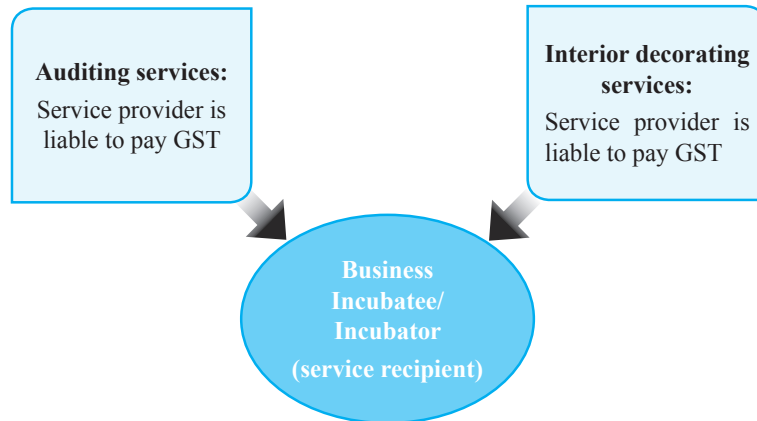 Auditing services:
Service provider is
liable to pay GST
Interior decorating
services:
Service provider is
liable to pay GST
Business
Incubatee/
Incubator
(service recipient)